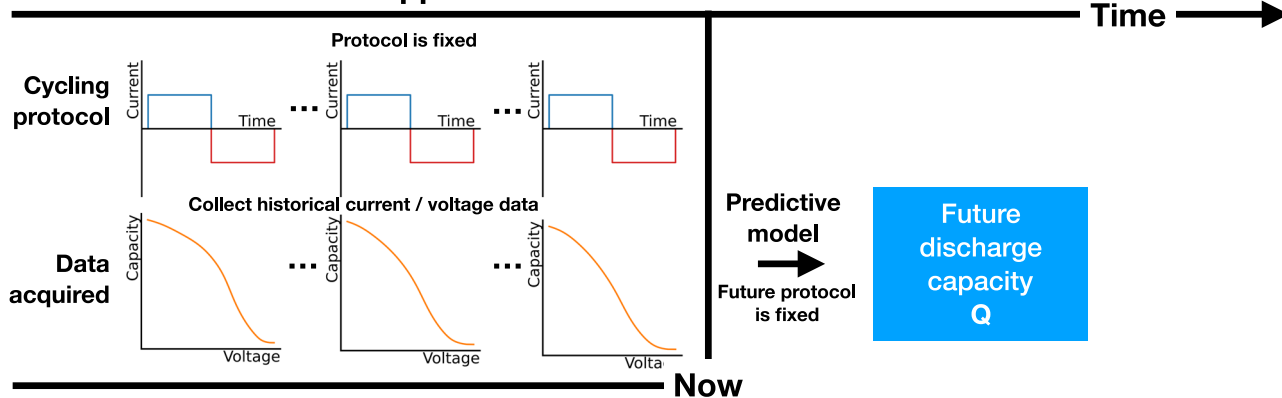 Time
Protocol is fixed
Cycling
protocol
Current
Time
...
Current
Time
...
Current
Time
Collect historical current / voltage data
Data
acquired
Capacity
Voltage
...
Capacity
Voltage
...
Capacity
Predictive
model
Future protocol
is fixed
Future
discharge
capacity
Q
Now